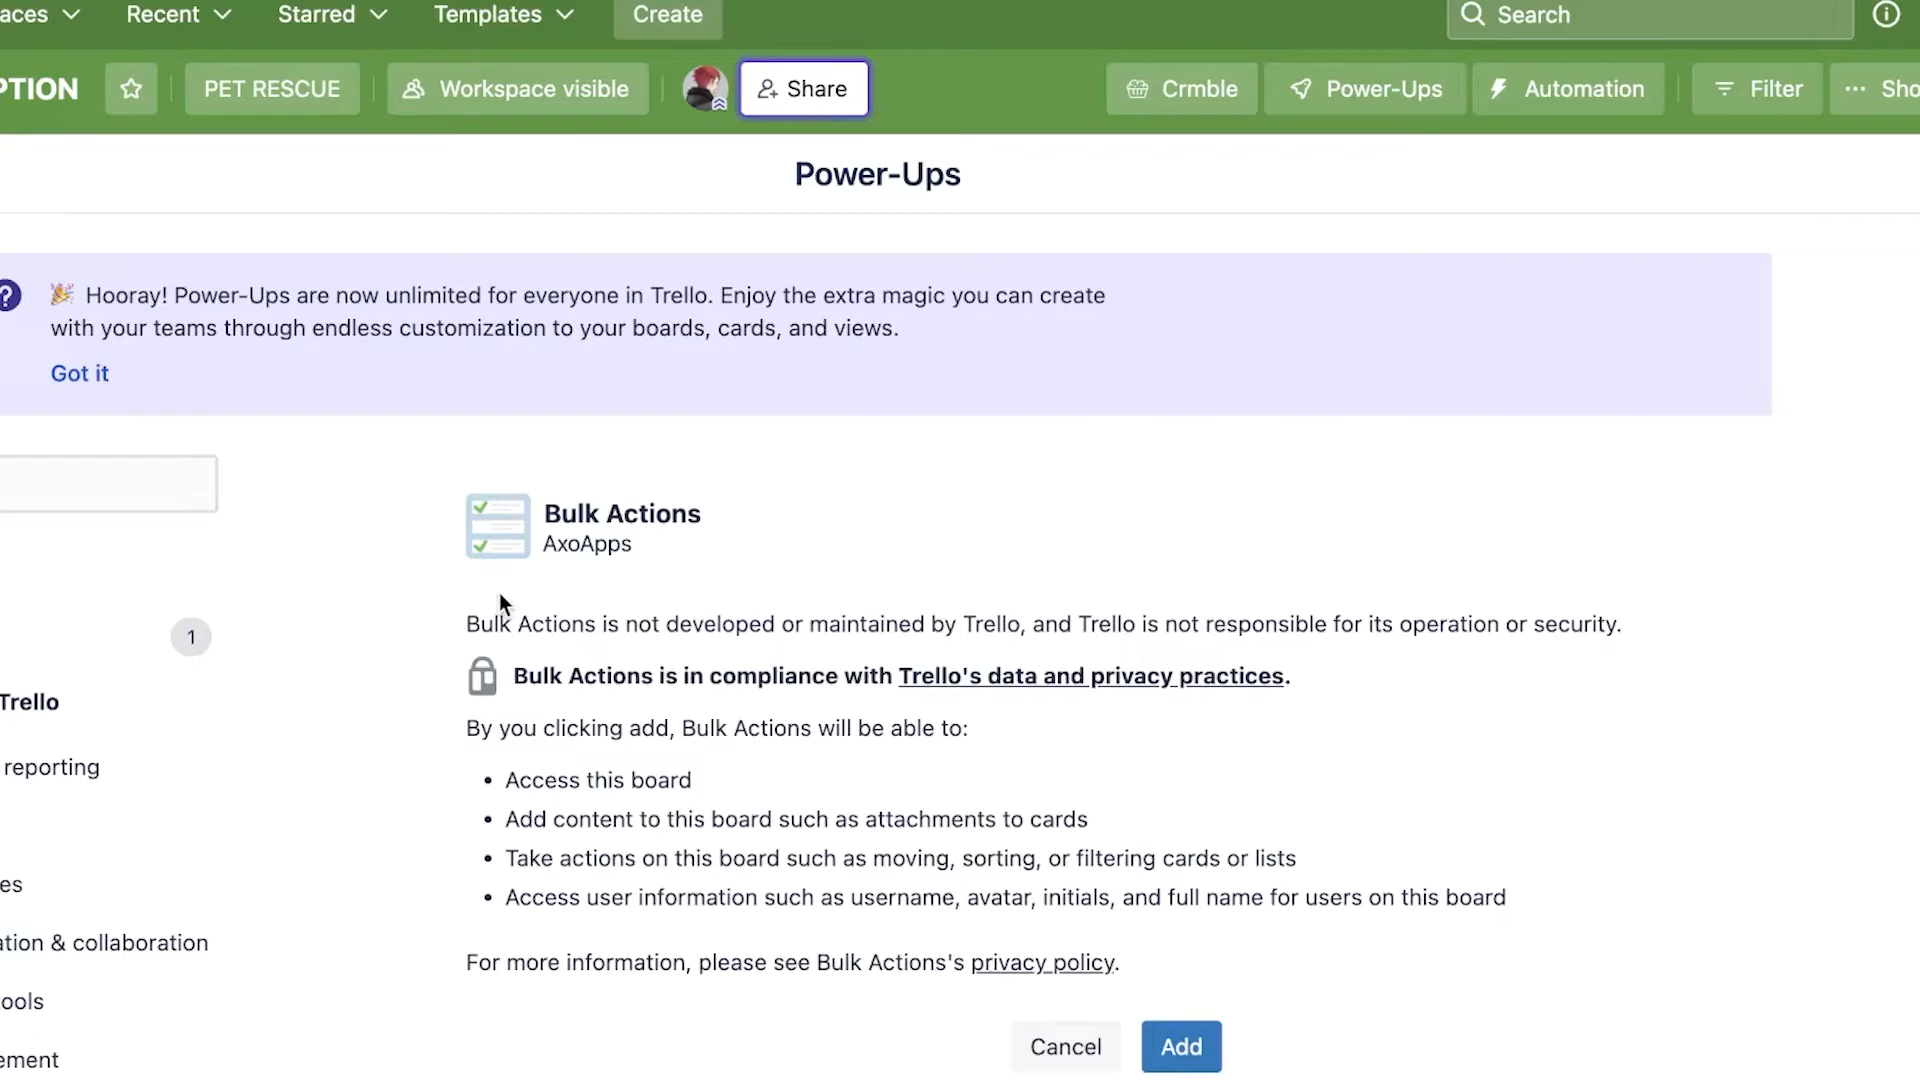 aces Recent Starred Templates Create Search
PTION PET RESCUE Workspace visible Share Crmble Power-Ups Automation Filter Sho
Power-Ups
Hooray! Power-Ups are now unlimited for everyone in Trello. Enjoy the extra magic you can create
with your teams through endless customization to your boards, cards, and views.
Got it
Bulk Actions
AxoApps
Bulk Actions is not developed or maintained by Trello, and Trello is not responsible for its operation or security.
1
Bulk Actions is in compliance with Trello's data and privacy practices.
Trello
By you clicking add, Bulk Actions will be able to:
reporting
• Access this board
• Add content to this board such as attachments to cards
• Take actions on this board such as moving, sorting, or filtering cards or lists
es
• Access user information such as username, avatar, initials, and full name for users on this board
ation & collaboration
For more information, please see Bulk Actions's privacy policy.
ools
Cancel Add
ement